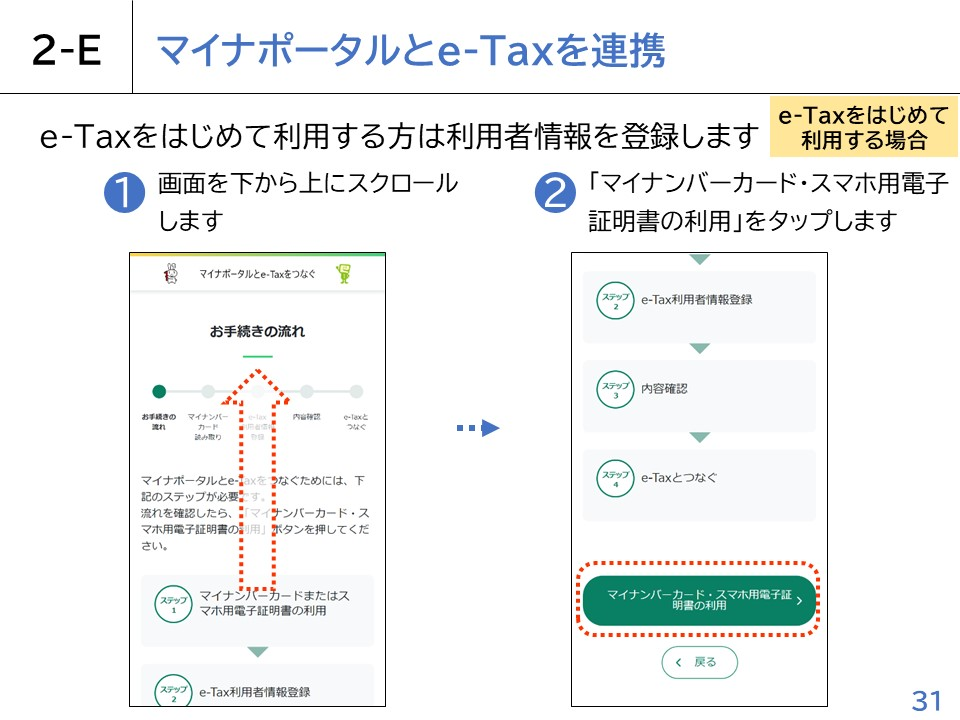 2-E
マイナポータルとe-Taxを連携
e-Taxをはじめて利用する方は利用者情報を登録します
e-Taxをはじめて
利用する場合
1
画面を下から上にスクロール
します
マイナポータルとe-Taxをつなぐ
お手続きの流れ
お手続きの
流れ
マイナンバー
カード
読み取り
e-Tax
利用者情報
登録
内容確認
e-Taxと
つなぐ
マイナポータルとe-Taxをつなぐためには、下
記のステップが必要です。
流れを確認したら、「マイナンバーカード・ス
マホ用電子証明書の利用」ボタンを押してくだ
さい。
ステップ
1
マイナンバーカードまたはス
マホ用電子証明書の利用
ステップ
2
e-Tax利用者情報登録
2
「マイナンバーカード・スマホ用電子
証明書の利用」をタップします
ステップ
2
e-Tax利用者情報登録
ステップ
3
内容確認
ステップ
4
e-Taxとつなぐ
マイナンバーカード・スマホ用電子証
明書の利用
戻る
31